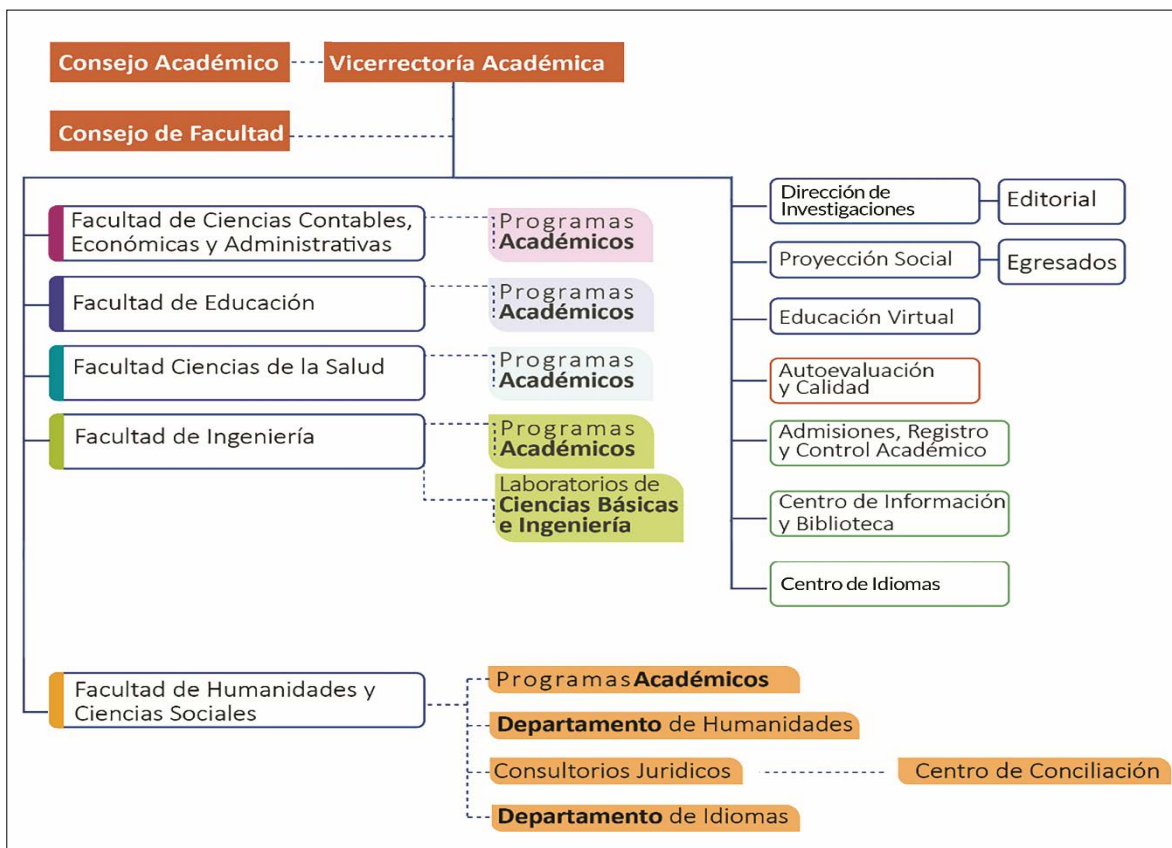 Consejo Académico
Vicerrectoría Académica
Consejo de Facultad
Facultad de Ciencias Contables,
Económicas y Administrativas
Programas
Académicos
Facultad de Educación
Programas
Académicos
Facultad Ciencias de la Salud
Programas
Académicos
Facultad de Ingeniería
Programas
Académicos
Laboratorios de
Ciencias Básicas
e Ingeniería
Dirección de
Investigaciones
Editorial
Proyección Social
Egresados
Educación Virtual
Autoevaluación
y Calidad
Admisiones, Registro
y Control Académico
Centro de Información
y Biblioteca
Centro de Idiomas
Facultad de Humanidades y
Ciencias Sociales
Programas Académicos
Departamento de Humanidades
Consultorios Juridicos
Centro de Conciliación
Departamento de Idiomas